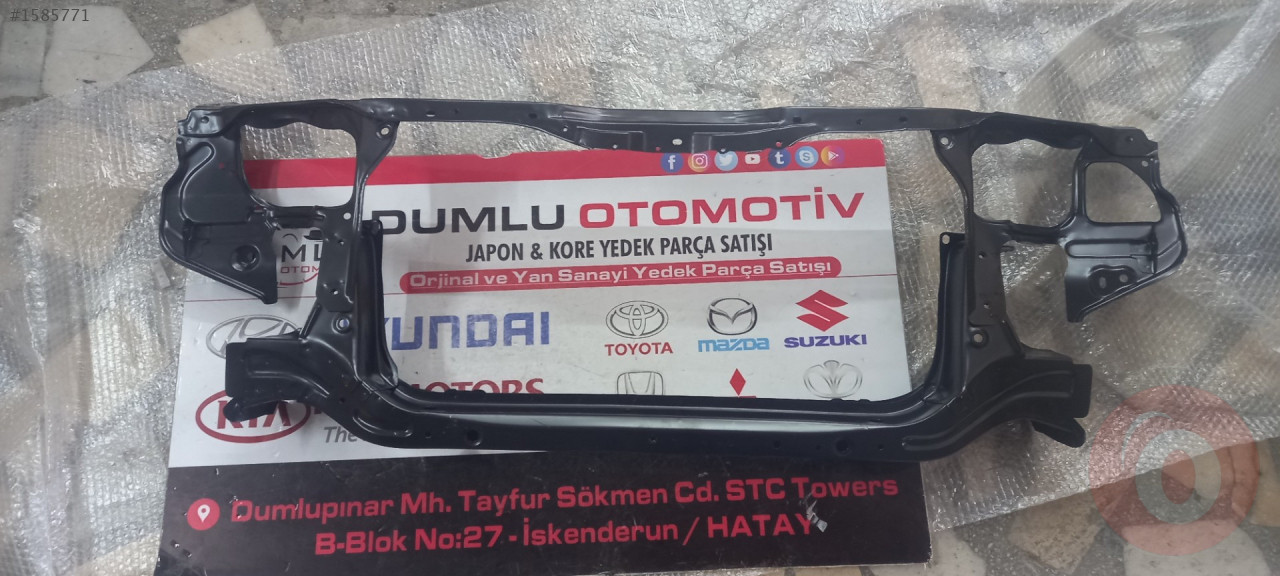 #1585771
DUMLU OTOMOTİV
JAPON & KORE YEDEK PARÇA SATIŞI
Orjinal ve Yan Sanayi Yedek Parça Satışı
OTOM
YUNDAI
TOYOTA
mazda
SUZUKI
KIA
MOTORS
The
Dumlupınar Mh. Tayfur Sökmen Cd. STC Towers
B-Blok No:27 - İskenderun / HATAY